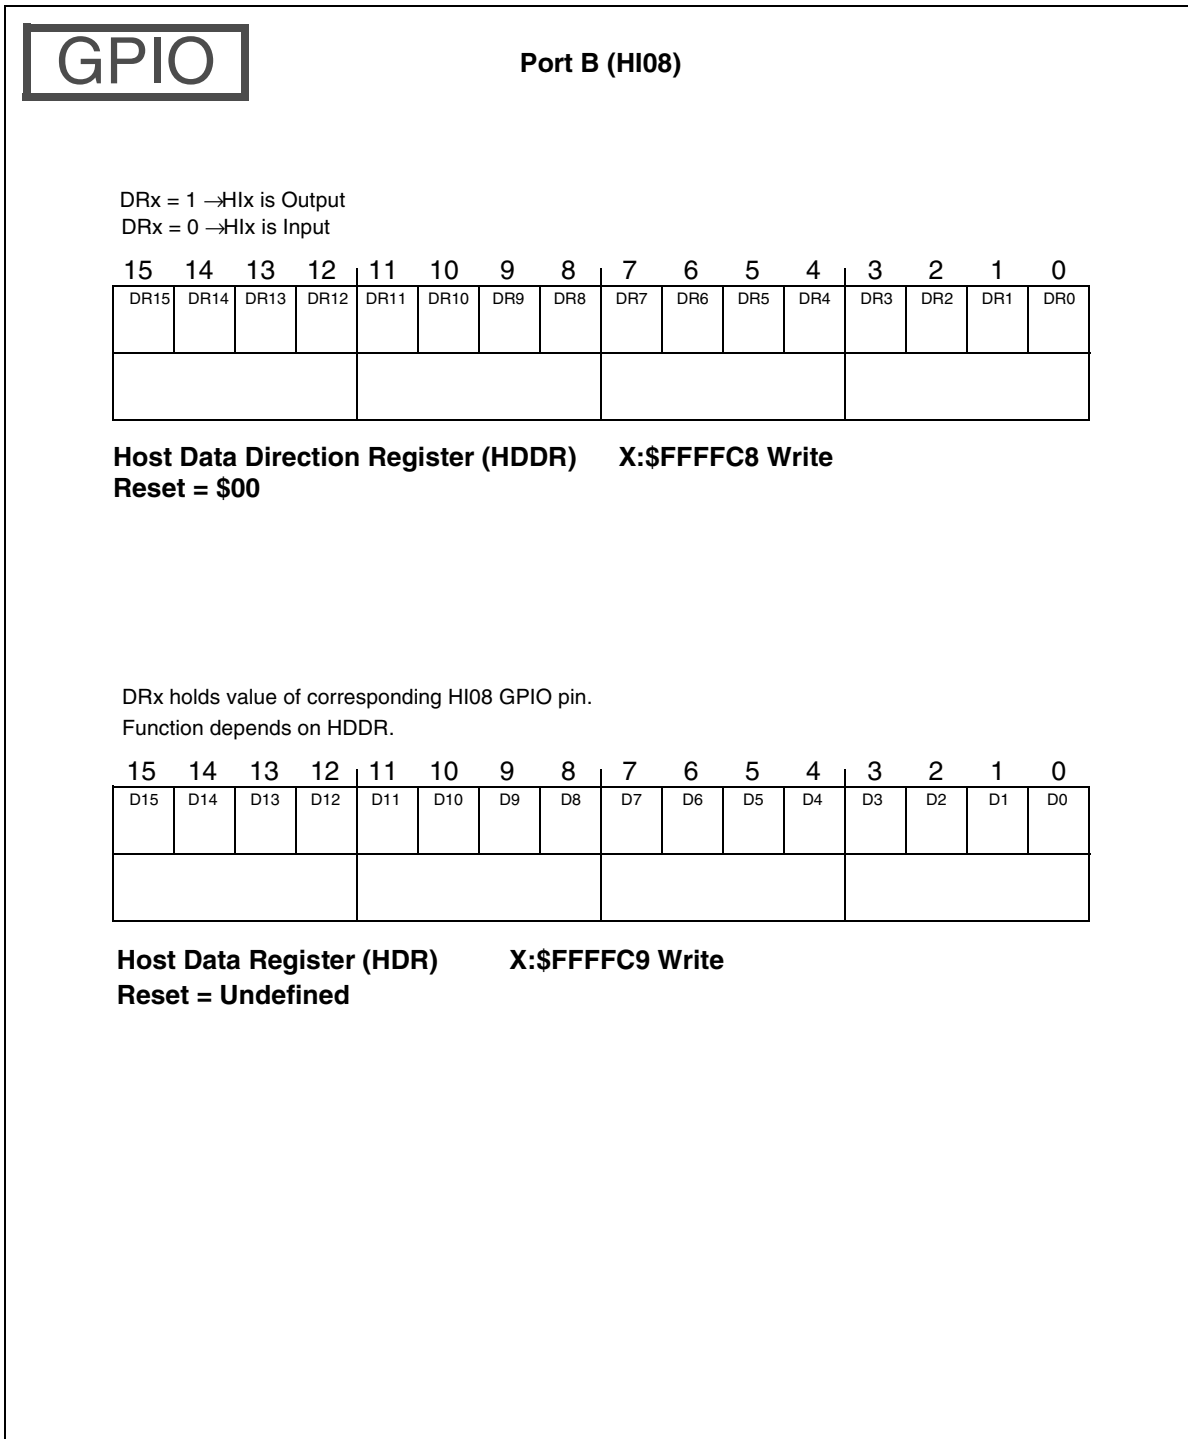 GPIO
Port B (HI08)
DRx = 1 →HIx is Output
DRx = 0 →HIx is Input
15 14 13 12 11 10 9 8 7 6 5 4 3 2 1 0
DR15 DR14 DR13 DR12 DR11 DR10 DR9 DR8 DR7 DR6 DR5 DR4 DR3 DR2 DR1 DR0
Host Data Direction Register (HDDR) X:$FFFFC8 Write
Reset = $00
DRx holds value of corresponding HI08 GPIO pin.
Function depends on HDDR.
15 14 13 12 11 10 9 8 7 6 5 4 3 2 1 0
D15 D14 D13 D12 D11 D10 D9 D8 D7 D6 D5 D4 D3 D2 D1 D0
Host Data Register (HDR) X:$FFFFC9 Write
Reset = Undefined